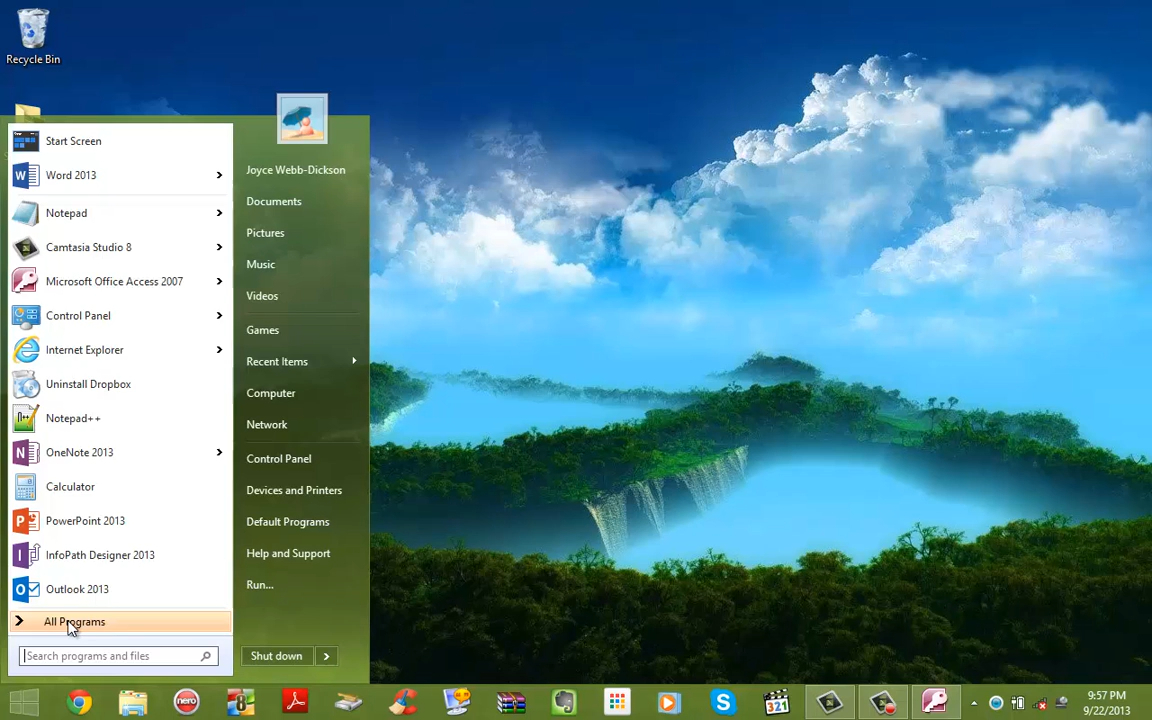 Recycle Bin
Start Screen
Word 2013
Notepad
Camtasia Studio 8
Microsoft Office Access 2007
Control Panel
Internet Explorer
Uninstall Dropbox
Notepad++
OneNote 2013
Calculator
PowerPoint 2013
InfoPath Designer 2013
Outlook 2013
All Programs
Search programs and files
Joyce Webb-Dickson
Documents
Pictures
Music
Videos
Games
Recent Items
Computer
Network
Control Panel
Devices and Printers
Default Programs
Help and Support
Run...
Shut down
nero
321
9:57 PM
9/22/2013